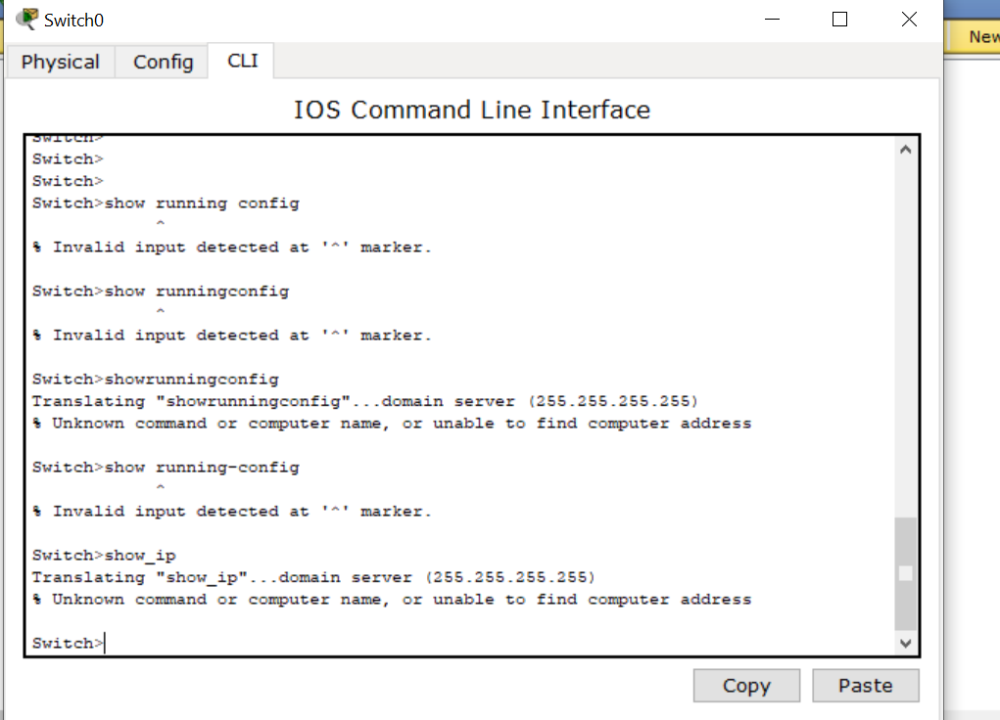 Switch0
New
Physical Config CLI
IOS Command Line Interface
Switch>
Switch>
Switch>
Switch>show running config
^
% Invalid input detected at '^' marker.
Switch>show runningconfig
^
% Invalid input detected at '^' marker.
Switch>showrunningconfig
Translating "showrunningconfig"...domain server (255.255.255.255)
% Unknown command or computer name, or unable to find computer address
Switch>show running-config
^
% Invalid input detected at '^' marker.
Switch>show_ip
Translating "show_ip"...domain server (255.255.255.255)
% Unknown command or computer name, or unable to find computer address
Switch>
Copy Paste